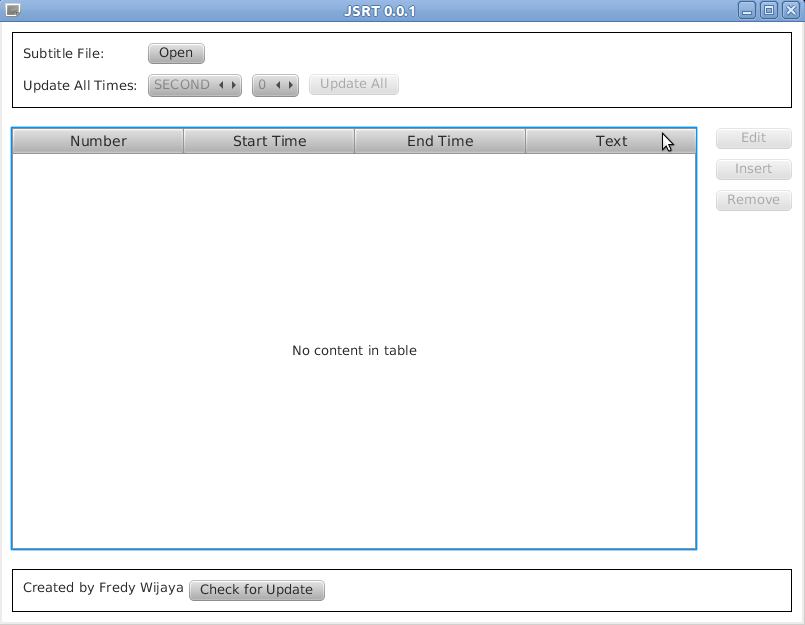 JSRT 0.0.1
Subtitle File: Open
Update All Times: SECOND 0 Update All
Number Start Time End Time Text
Edit
Insert
Remove
No content in table
Created by Fredy Wijaya Check for Update